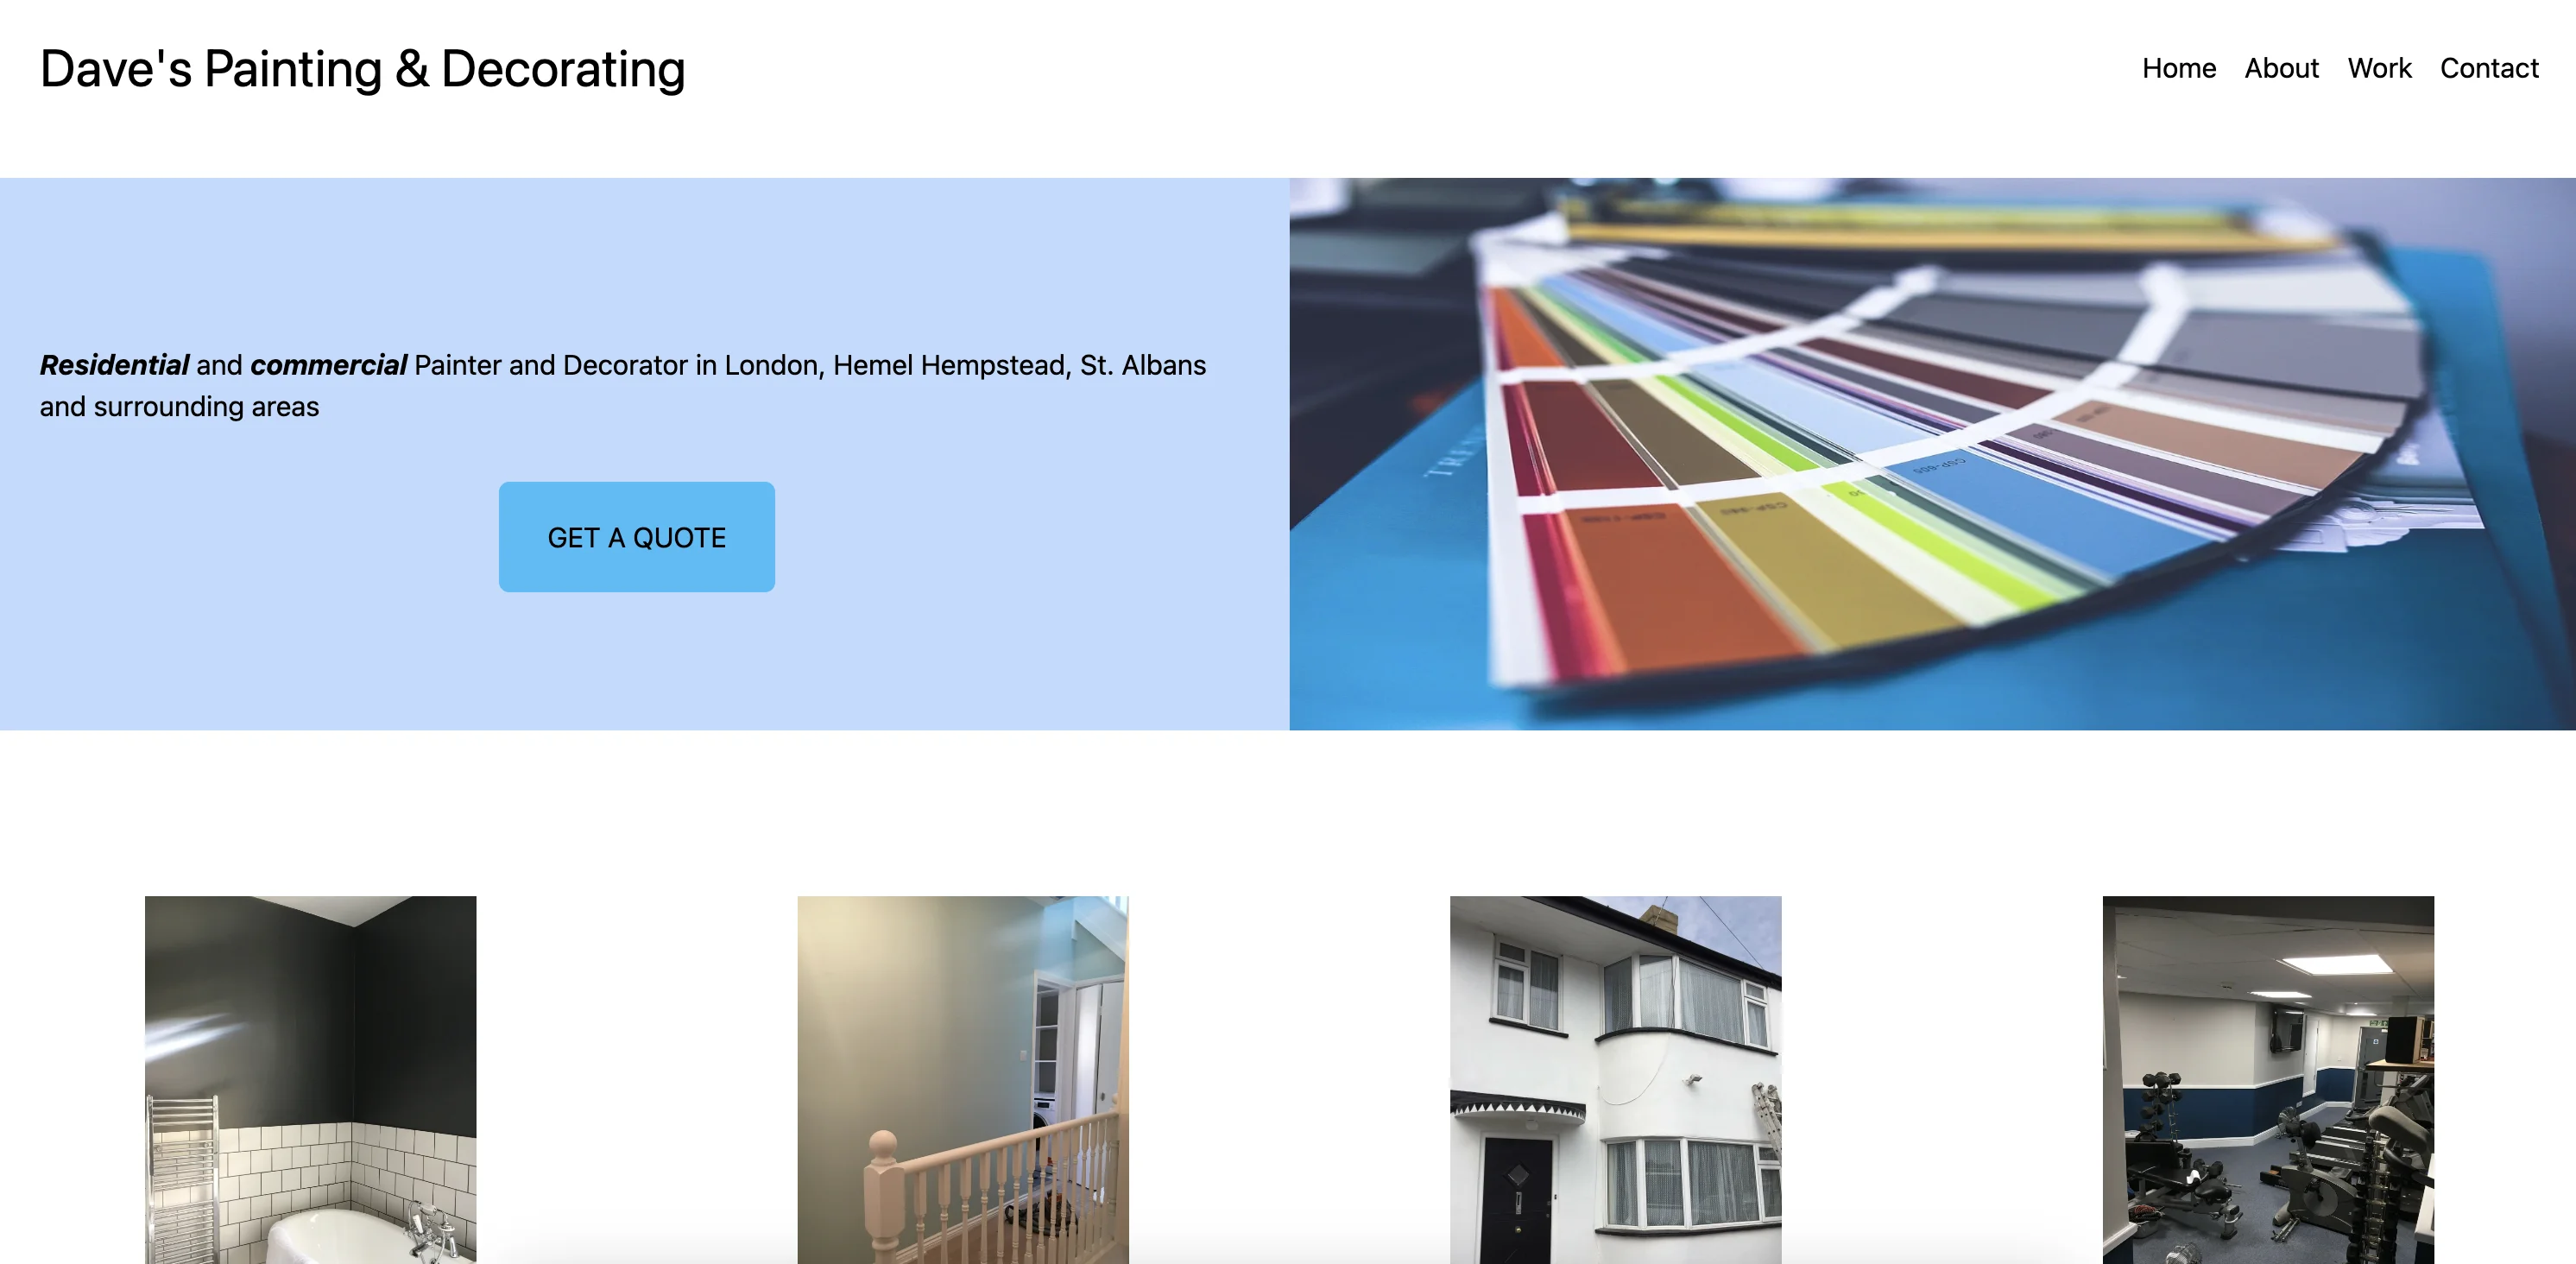 Dave's Painting & Decorating
Home About Work Contact
Residential and commercial Painter and Decorator in London, Hemel Hempstead, St. Albans
and surrounding areas
GET A QUOTE